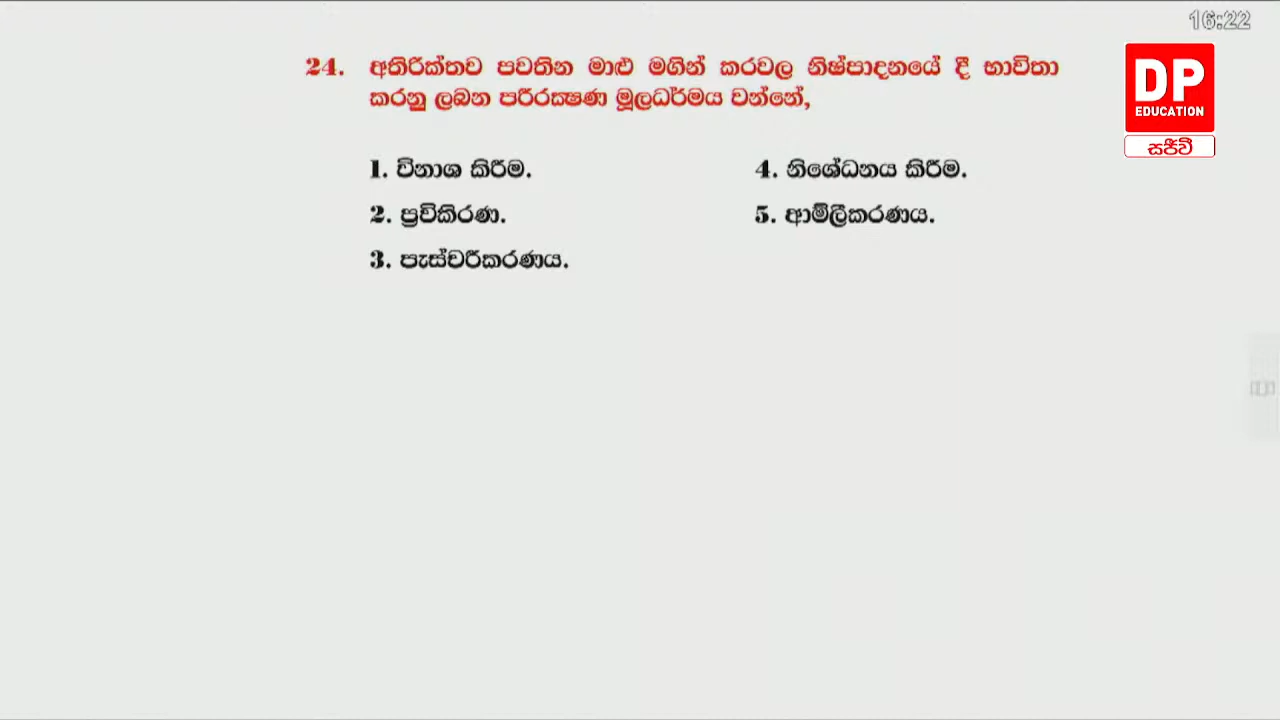 16:22
24. අතිරික්තව පවතින මාළු මගින් කරවල නිෂ්පාදනයේ දී භාවිතා
කරනු ලබන පරිරක්‍ෂණ මූලධර්මය වන්නේ,
DP
EDUCATION
සජීවී
1. විනාශ කිරීම.
4. නිශේධනය කිරීම.
2. ප්‍රවිකිරණ.
5. ආම්ලීකරණය.
3. පැස්චරීකරණය.